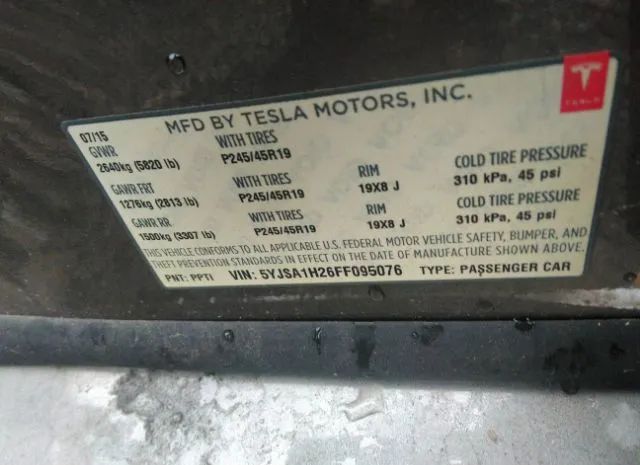 MFD BY TESLA MOTORS, INC.
TESLA
07/15
GVWR WITH TIRES
2640kg (5820 lb) P245/45R19
GAWR FRT WITH TIRES RIM COLD TIRE PRESSURE
1276kg (2813 lb) P245/45R19 19X8 J 310 kPa, 45 psi
GAWR RR WITH TIRES RIM COLD TIRE PRESSURE
1500kg (3307 lb) P245/45R19 19X8 J 310 kPa, 45 psi
THIS VEHICLE CONFORMS TO ALL APPLICABLE U.S. FEDERAL MOTOR VEHICLE SAFETY, BUMPER, AND
THEFT PREVENTION STANDARDS IN EFFECT ON THE DATE OF MANUFACTURE SHOWN ABOVE.
PNT: PPTI VIN: 5YJSA1H26FF095076 TYPE: PASSENGER CAR